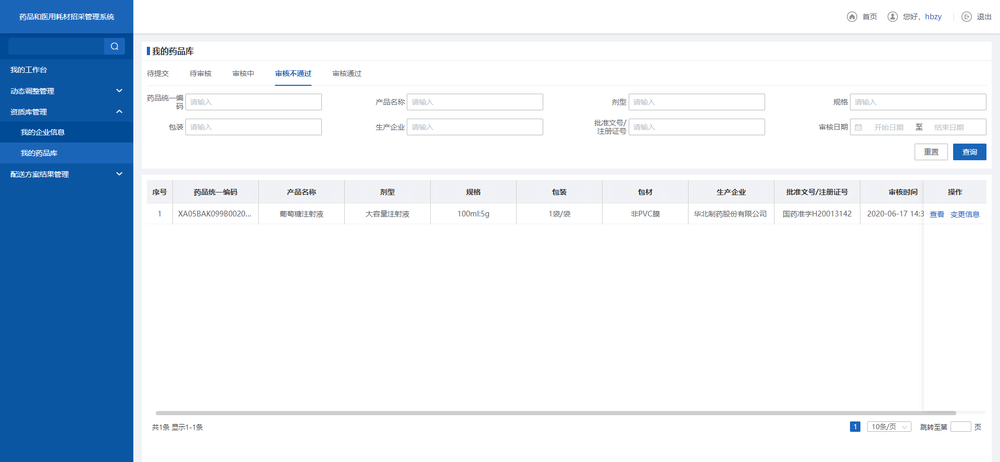 药品和医用耗材招采管理系统
首页 您好，hbzy 退出
我的工作台
动态调整管理
资质库管理
我的企业信息
我的药品库
配送方案结果管理
我的药品库
待提交 待审核 审核中 审核不通过 审核通过
药品统一编码 请输入 产品名称 请输入 剂型 请输入 规格 请输入
包装 请输入 生产企业 请输入 批准文号/注册证号 请输入 审核日期 开始日期 至 结束日期
重置 查询
序号 药品统一编码 产品名称 剂型 规格 包装 包材 生产企业 批准文号/注册证号 审核时间 操作
1 XA05BAK099B0020... 葡萄糖注射液 大容量注射液 100ml:5g 1袋/袋 非PVC膜 华北制药股份有限公司 国药准字H20013142 2020-06-17 14:3 查看 变更信息
共1条 显示1-1条 1 10条/页 跳转至第 页